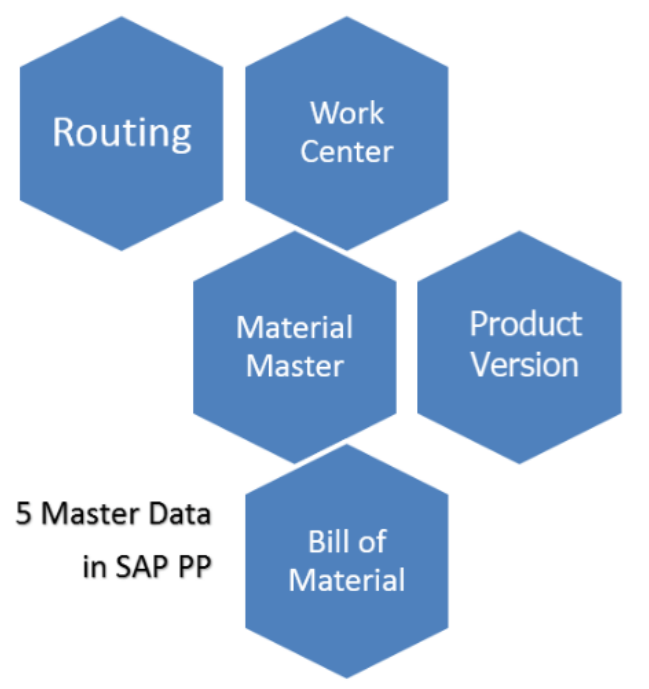 Routing
Work
Center
Material
Master
Product
Version
5 Master Data
in SAP PP
Bill of
Material